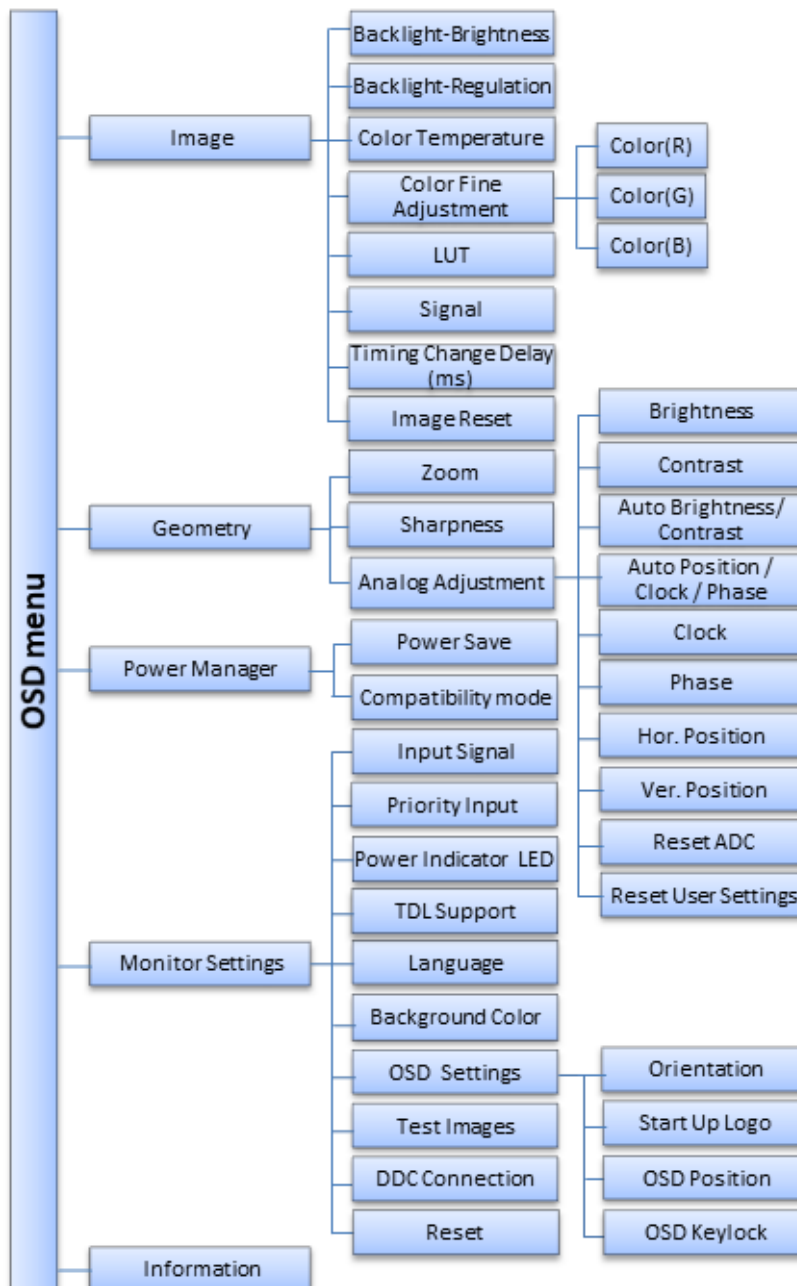 OSD menu
Image
Backlight-Brightness
Backlight-Regulation
Color Temperature
Color Fine
Adjustment
Color(R)
Color(G)
Color(B)
LUT
Signal
Timing Change Delay
(ms)
Image Reset
Geometry
Zoom
Sharpness
Analog Adjustment
Brightness
Contrast
Auto Brightness/
Contrast
Auto Position /
Clock / Phase
Clock
Phase
Hor. Position
Ver. Position
Reset ADC
Reset User Settings
Power Manager
Power Save
Compatibility mode
Monitor Settings
Input Signal
Priority Input
Power Indicator LED
TDL Support
Language
Background Color
OSD Settings
Orientation
Start Up Logo
OSD Position
OSD Keylock
Test Images
DDC Connection
Reset
Information